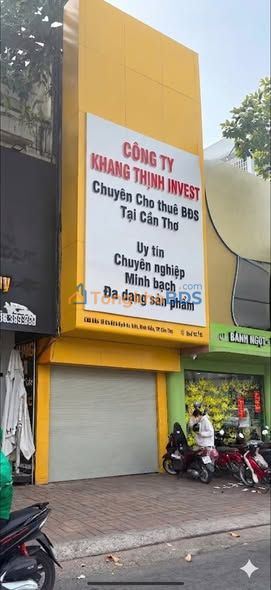 CÔNG TY
KHANG THỊNH INVEST
Chuyên Cho thuê BĐS
Tại Cần Thơ
Uy tín
Chuyên nghiệp
Minh bạch
Đa dạng sản phẩm
BÁNH NGỌT